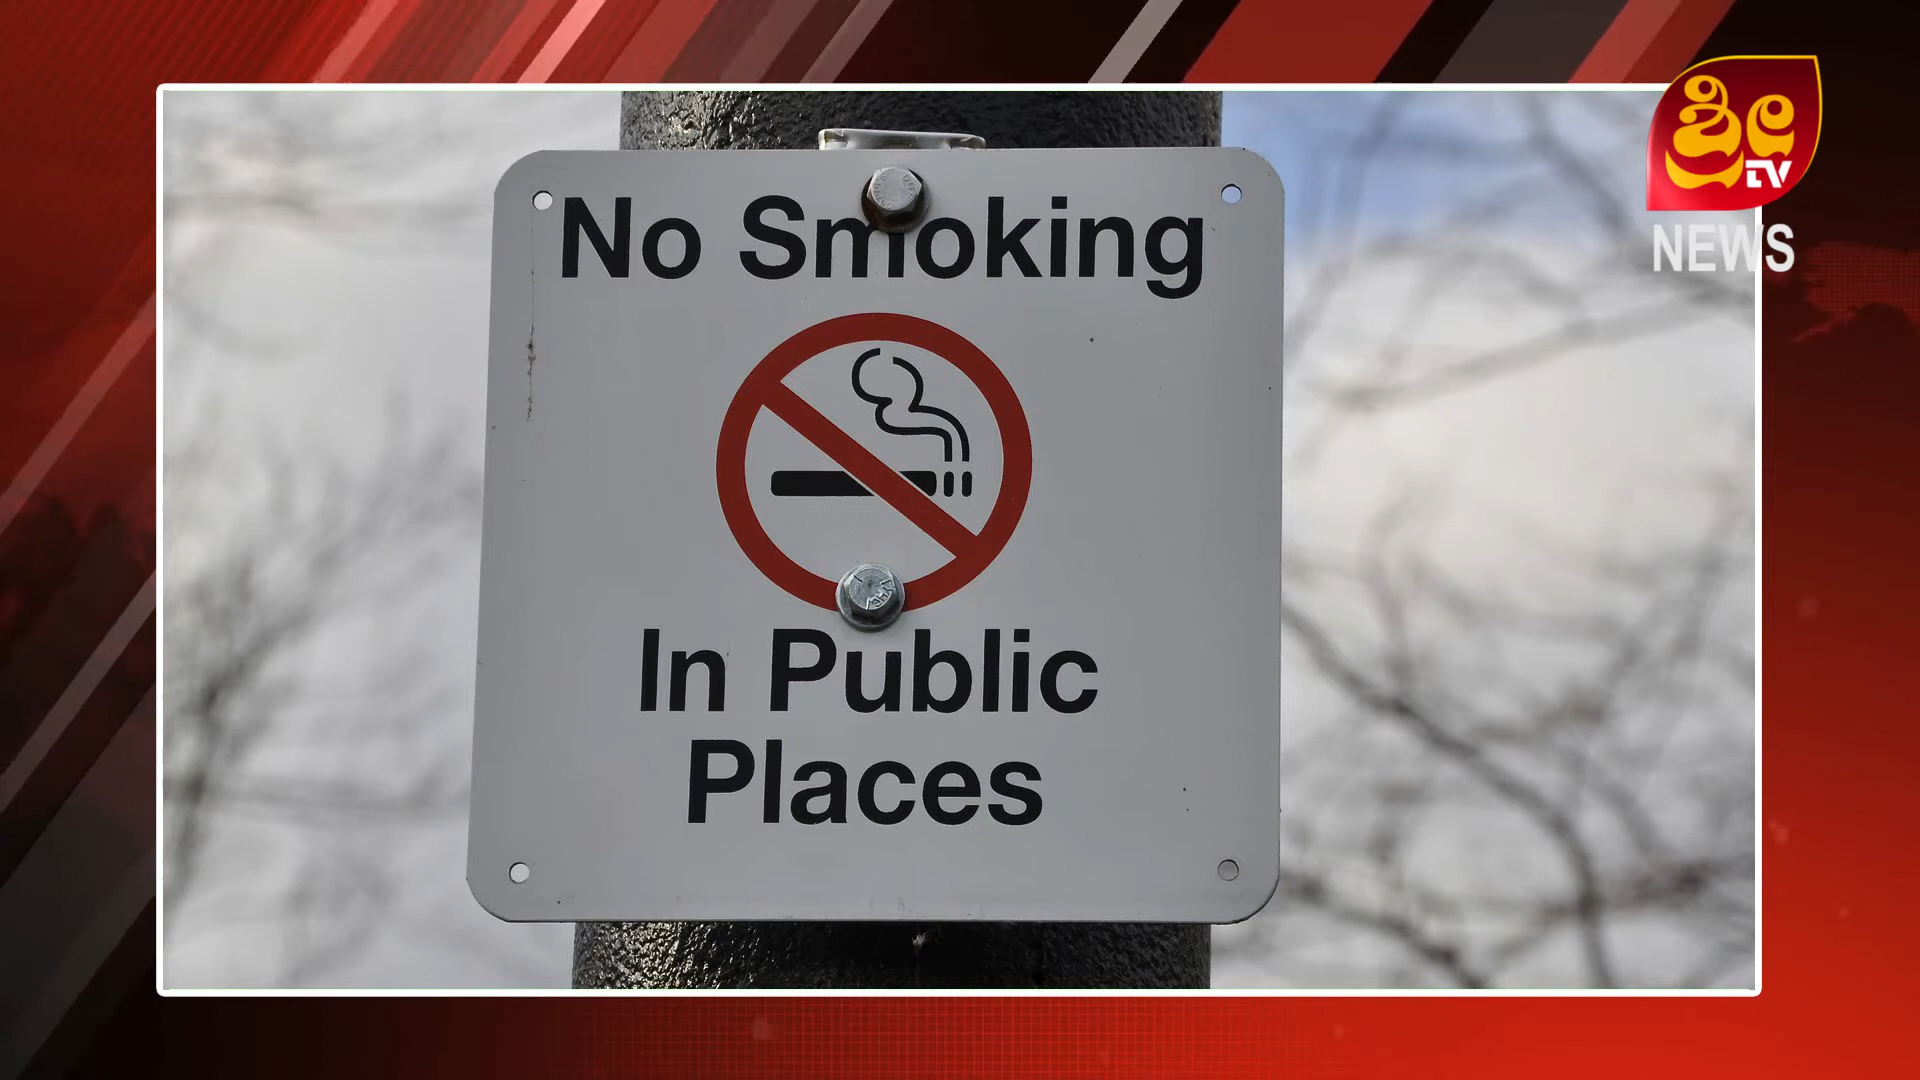 No Smoking
In Public
Places
ශ්‍රී
TV
NEWS